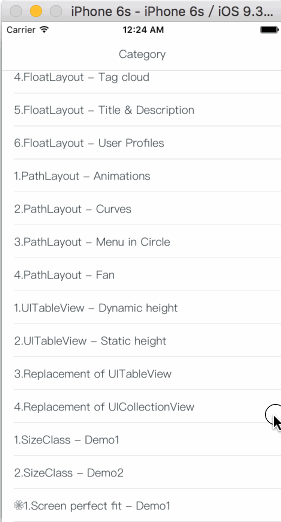 iPhone 6s - iPhone 6s / iOS 9.3...
Carrier 12:24 AM
Category
4.FloatLayout - Tag cloud
5.FloatLayout - Title & Description
6.FloatLayout - User Profiles
1.PathLayout - Animations
2.PathLayout - Curves
3.PathLayout - Menu in Circle
4.PathLayout - Fan
1.UITableView - Dynamic height
2.UITableView - Static height
3.Replacement of UITableView
4.Replacement of UICollectionView
1.SizeClass - Demo1
2.SizeClass - Demo2
❁1.Screen perfect fit - Demo1